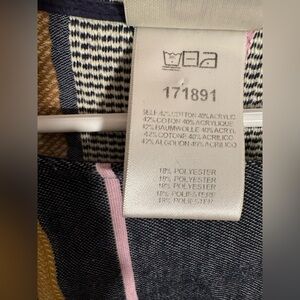 171891
SELF 42% COTTON 40% ACRYLIC
42% COTON 40% ACRYLIQUE
42% BAUMWOLLE 40% ACRYL
42% COTONE 40% ACRILICO
42% ALGODON 40% ACRILICO
18% POLYESTER
18% POLYESTER
18% POLYESTER
18% POLIESTERE
18% POLIESTER